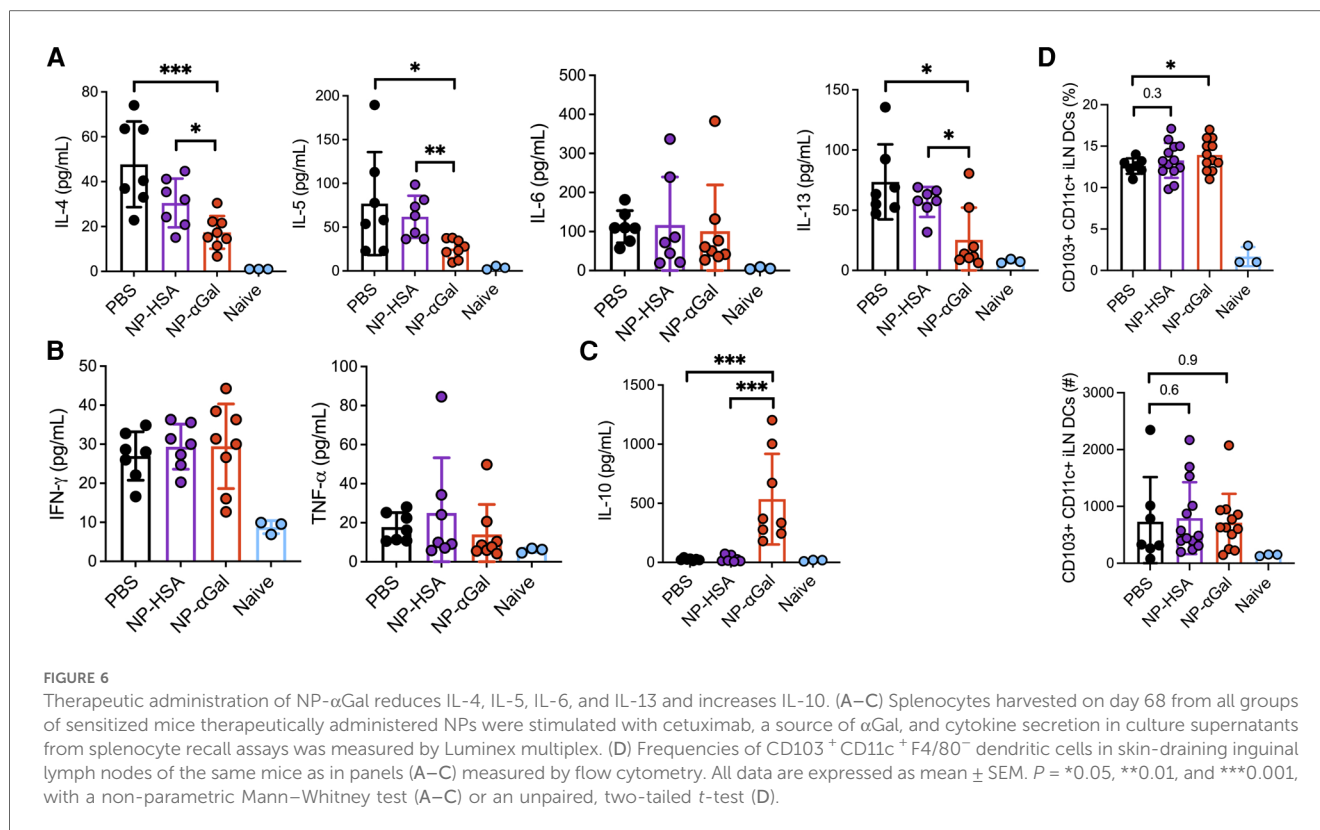 A
***
*
IL-4 (pg/mL)
80
60
40
20
0
PBS
NP-HSA
NP-αGal
Naive
*
**
IL-5 (pg/mL)
200
150
100
50
0
PBS
NP-HSA
NP-αGal
Naive
IL-6 (pg/mL)
500
400
300
200
100
0
PBS
NP-HSA
NP-αGal
Naive
*
*
IL-13 (pg/mL)
150
100
50
0
PBS
NP-HSA
NP-αGal
Naive
D
*
0.3
CD103+ CD11c+ iLN DCs (%)
20
15
10
5
0
PBS
NP-HSA
NP-αGal
Naive
B
IFN-γ (pg/mL)
50
40
30
20
10
0
PBS
NP-HSA
NP-αGal
Naive
TNF-α (pg/mL)
100
80
60
40
20
0
PBS
NP-HSA
NP-αGal
Naive
C
***
***
IL-10 (pg/mL)
1500
1000
500
0
PBS
NP-HSA
NP-αGal
Naive
0.9
0.6
CD103+ CD11c+ iLN DCs (#)
3000
2000
1000
0
PBS
NP-HSA
NP-αGal
Naive
FIGURE 6
Therapeutic administration of NP-αGal reduces IL-4, IL-5, IL-6, and IL-13 and increases IL-10. (A–C) Splenocytes harvested on day 68 from all groups
of sensitized mice therapeutically administered NPs were stimulated with cetuximab, a source of αGal, and cytokine secretion in culture supernatants
from splenocyte recall assays was measured by Luminex multiplex. (D) Frequencies of CD103⁺CD11c⁺F4/80⁻ dendritic cells in skin-draining inguinal
lymph nodes of the same mice as in panels (A–C) measured by flow cytometry. All data are expressed as mean ± SEM. P = *0.05, **0.01, and ***0.001,
with a non-parametric Mann–Whitney test (A–C) or an unpaired, two-tailed t-test (D).